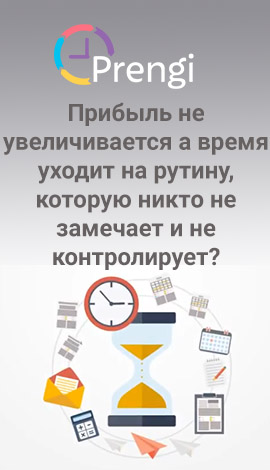 Prengi
Прибыль не
увеличивается а время
уходит на рутину,
которую никто не
замечает и не
контролирует?